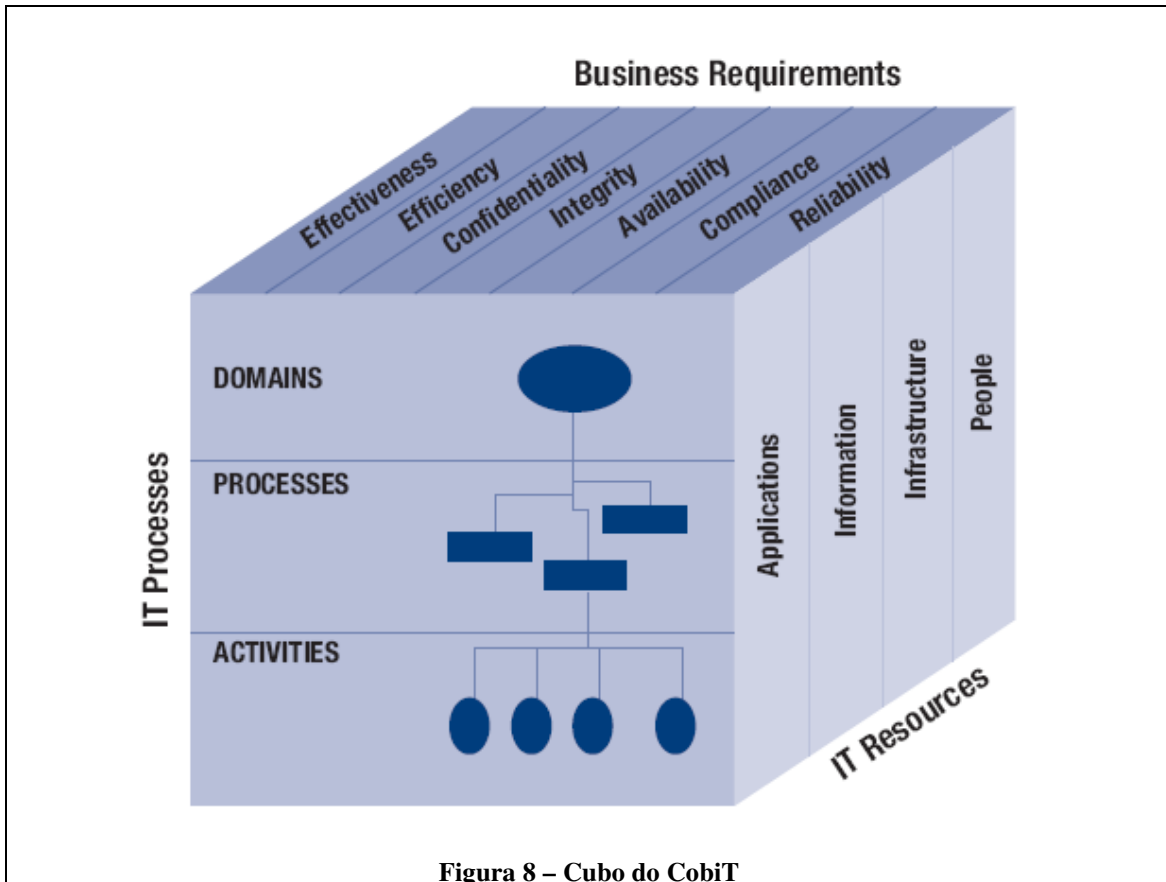 Business Requirements
Effectiveness
Efficiency
Confidentiality
Integrity
Availability
Compliance
Reliability
IT Processes
DOMAINS
PROCESSES
ACTIVITIES
Applications
Information
Infrastructure
People
IT Resources
Figura 8 – Cubo do CobiT